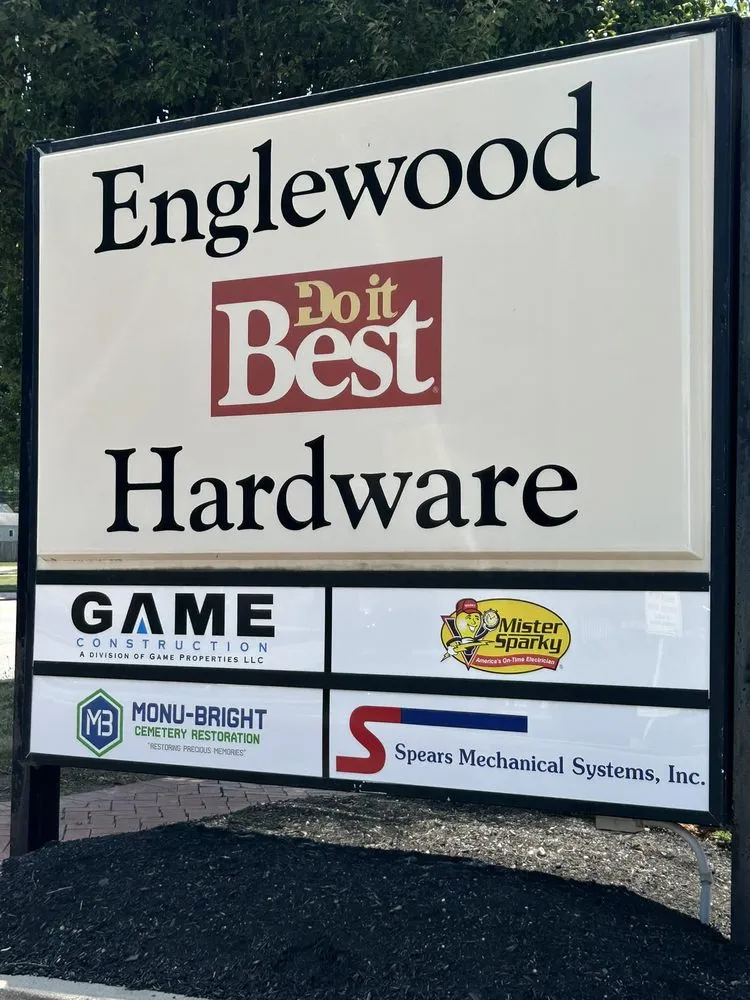 Englewood
Do it
Best
Hardware
GAME
CONSTRUCTION
A DIVISION OF GAME PROPERTIES LLC
Mister
Sparky
America's On-Time Electrician
MB
MONU-BRIGHT
CEMETERY RESTORATION
"RESTORING PRECIOUS MEMORIES"
S
Spears Mechanical Systems, Inc.